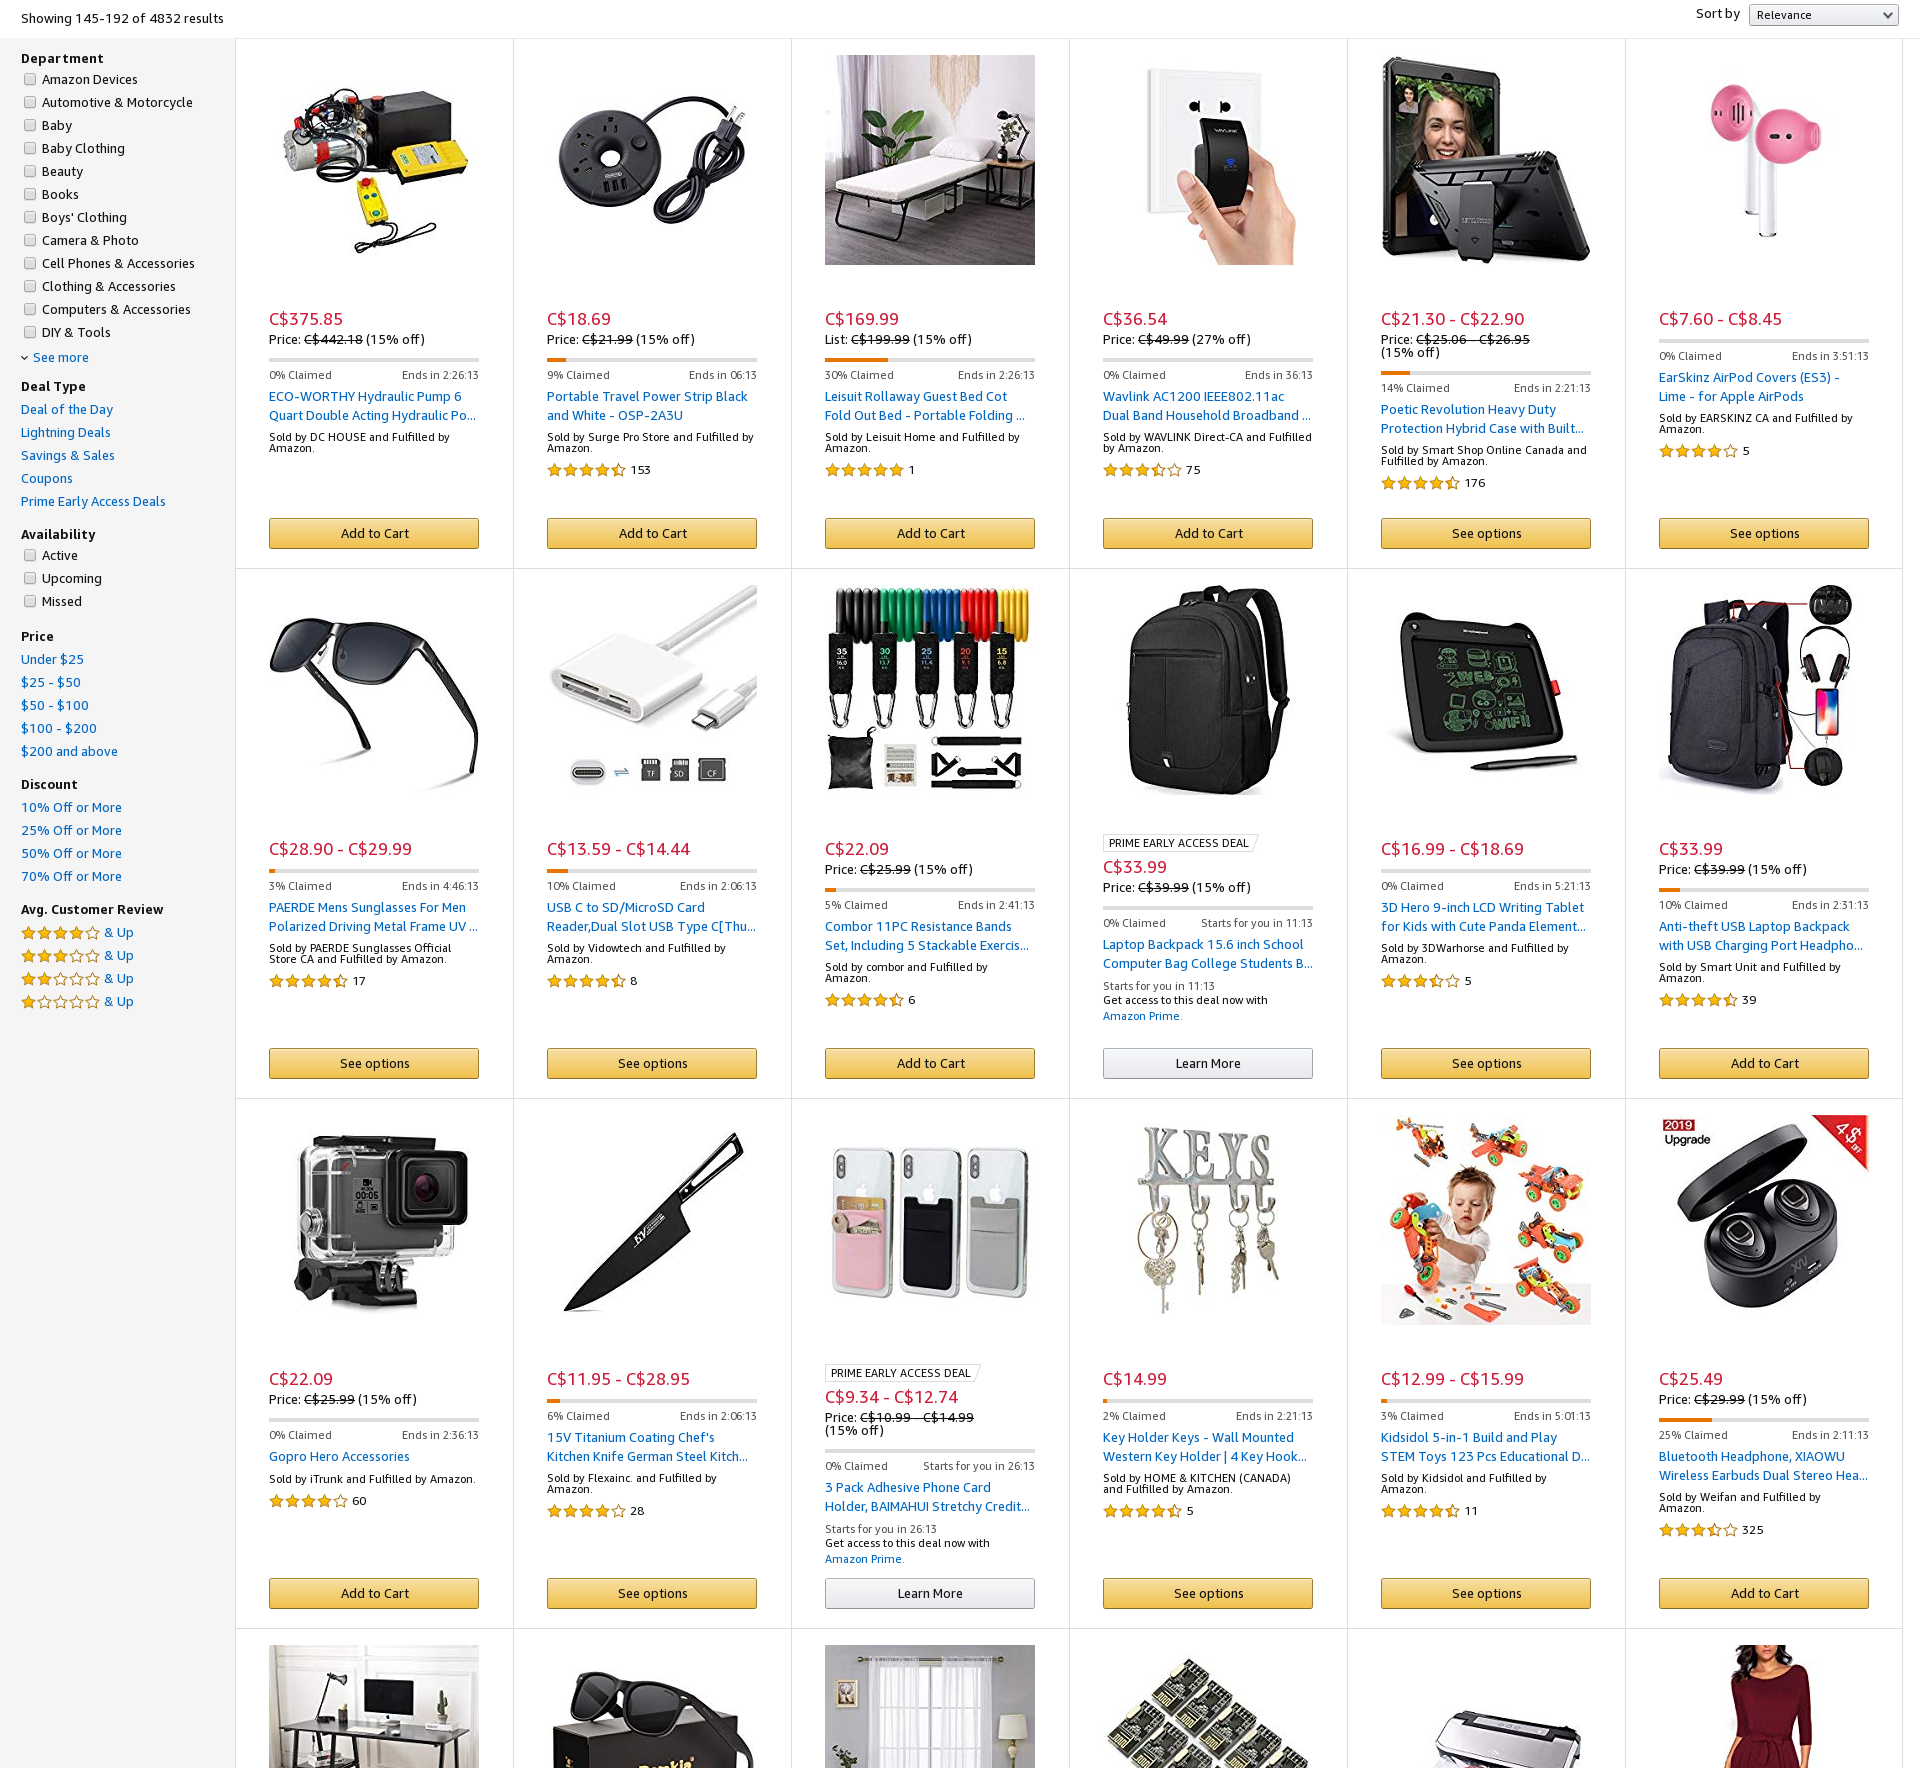 Showing 145-192 of 4832 results
Sort by
Relevance
Department
Amazon Devices
Automotive & Motorcycle
Baby
Baby Clothing
Beauty
Books
Boys' Clothing
Camera & Photo
Cell Phones & Accessories
Clothing & Accessories
Computers & Accessories
DIY & Tools
See more
Deal Type
Deal of the Day
Lightning Deals
Savings & Sales
Coupons
Prime Early Access Deals
Availability
Active
Upcoming
Missed
Price
Under $25
$25 - $50
$50 - $100
$100 - $200
$200 and above
Discount
10% Off or More
25% Off or More
50% Off or More
70% Off or More
Avg. Customer Review
& Up
& Up
& Up
& Up
C$375.85
Price: C$442.18 (15% off)
0% Claimed Ends in 2:26:13
ECO-WORTHY Hydraulic Pump 6
Quart Double Acting Hydraulic Po...
Sold by DC HOUSE and Fulfilled by
Amazon.
Add to Cart
C$18.69
Price: C$21.99 (15% off)
9% Claimed Ends in 06:13
Portable Travel Power Strip Black
and White - OSP-2A3U
Sold by Surge Pro Store and Fulfilled by
Amazon.
153
Add to Cart
C$169.99
List: C$199.99 (15% off)
30% Claimed Ends in 2:26:13
Leisuit Rollaway Guest Bed Cot
Fold Out Bed - Portable Folding ...
Sold by Leisuit Home and Fulfilled by
Amazon.
1
Add to Cart
WAVLINK
C$36.54
Price: C$49.99 (27% off)
0% Claimed Ends in 36:13
Wavlink AC1200 IEEE802.11ac
Dual Band Household Broadband ...
Sold by WAVLINK Direct-CA and Fulfilled
by Amazon.
75
Add to Cart
C$21.30 - C$22.90
Price: C$25.06 - C$26.95
(15% off)
14% Claimed Ends in 2:21:13
Poetic Revolution Heavy Duty
Protection Hybrid Case with Built...
Sold by Smart Shop Online Canada and
Fulfilled by Amazon.
176
See options
C$7.60 - C$8.45
0% Claimed Ends in 3:51:13
EarSkinz AirPod Covers (ES3) -
Lime - for Apple AirPods
Sold by EARSKINZ CA and Fulfilled by
Amazon.
5
See options
C$28.90 - C$29.99
3% Claimed Ends in 4:46:13
PAERDE Mens Sunglasses For Men
Polarized Driving Metal Frame UV ...
Sold by PAERDE Sunglasses Official
Store CA and Fulfilled by Amazon.
17
See options
TF SD CF
C$13.59 - C$14.44
10% Claimed Ends in 2:06:13
USB C to SD/MicroSD Card
Reader,Dual Slot USB Type C[Thu...
Sold by Vidowtech and Fulfilled by
Amazon.
8
See options
35 30 25 20 15
16.0 13.7 11.4 9.1 6.8
C$22.09
Price: C$25.99 (15% off)
5% Claimed Ends in 2:41:13
Combor 11PC Resistance Bands
Set, Including 5 Stackable Exercis...
Sold by combor and Fulfilled by
Amazon.
6
Add to Cart
PRIME EARLY ACCESS DEAL
C$33.99
Price: C$39.99 (15% off)
0% Claimed Starts for you in 11:13
Laptop Backpack 15.6 inch School
Computer Bag College Students B...
Starts for you in 11:13
Get access to this deal now with
Amazon Prime.
Learn More
WEB
WIFI!
C$16.99 - C$18.69
0% Claimed Ends in 5:21:13
3D Hero 9-inch LCD Writing Tablet
for Kids with Cute Panda Element...
Sold by 3DWarhorse and Fulfilled by
Amazon.
5
See options
C$33.99
Price: C$39.99 (15% off)
10% Claimed Ends in 2:31:13
Anti-theft USB Laptop Backpack
with USB Charging Port Headpho...
Sold by Smart Unit and Fulfilled by
Amazon.
39
Add to Cart
00:05
C$22.09
Price: C$25.99 (15% off)
0% Claimed Ends in 2:36:13
Gopro Hero Accessories
Sold by iTrunk and Fulfilled by Amazon.
60
Add to Cart
C$11.95 - C$28.95
6% Claimed Ends in 2:06:13
15V Titanium Coating Chef's
Kitchen Knife German Steel Kitch...
Sold by Flexainc. and Fulfilled by
Amazon.
28
See options
PRIME EARLY ACCESS DEAL
C$9.34 - C$12.74
Price: C$10.99 - C$14.99
(15% off)
0% Claimed Starts for you in 26:13
3 Pack Adhesive Phone Card
Holder, BAIMAHUI Stretchy Credit...
Starts for you in 26:13
Get access to this deal now with
Amazon Prime.
Learn More
KEYS
C$14.99
2% Claimed Ends in 2:21:13
Key Holder Keys - Wall Mounted
Western Key Holder | 4 Key Hook...
Sold by HOME & KITCHEN (CANADA)
and Fulfilled by Amazon.
5
See options
C$12.99 - C$15.99
3% Claimed Ends in 5:01:13
Kidsidol 5-in-1 Build and Play
STEM Toys 123 Pcs Educational D...
Sold by Kidsidol and Fulfilled by
Amazon.
11
See options
2019
Upgrade
4$ OFF
C$25.49
Price: C$29.99 (15% off)
25% Claimed Ends in 2:11:13
Bluetooth Headphone, XIAOWU
Wireless Earbuds Dual Stereo Hea...
Sold by Weifan and Fulfilled by
Amazon.
325
Add to Cart